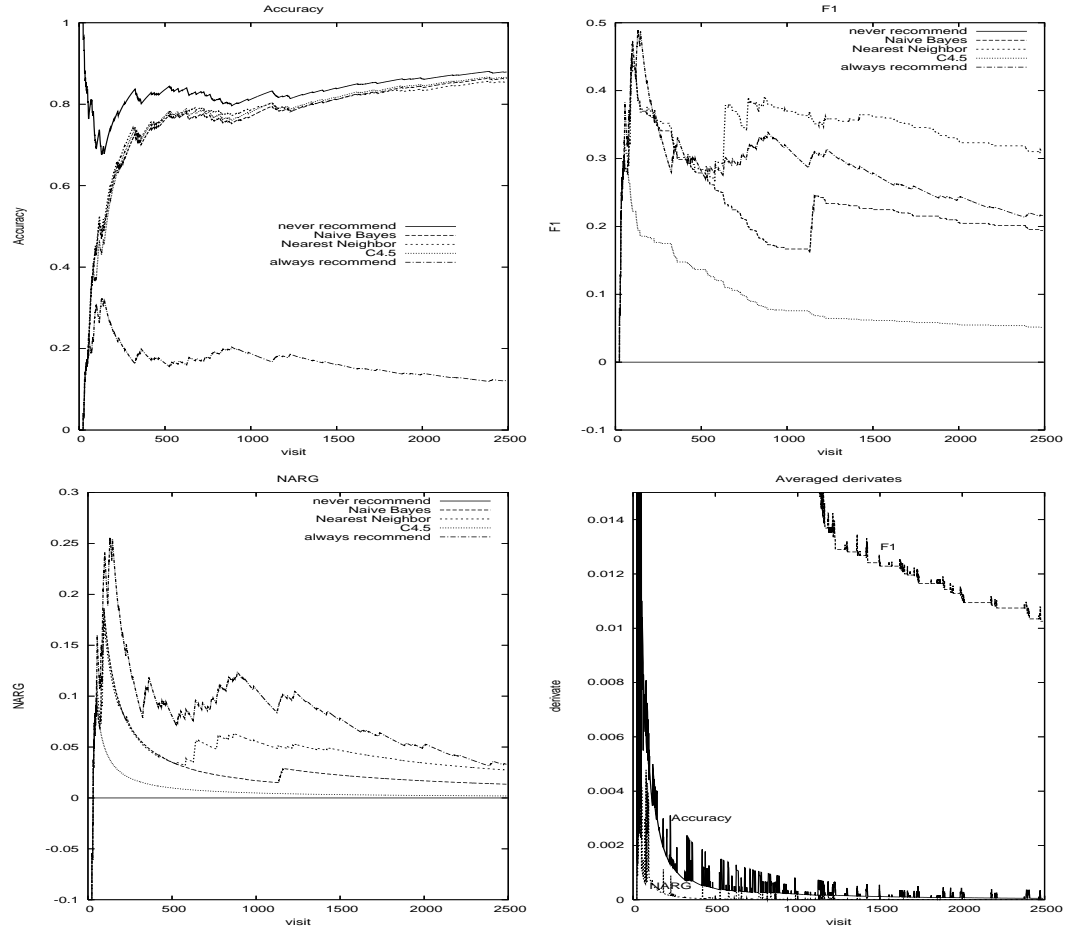 Accuracy
1
0.8
0.6
0.4
0.2
0
0
500
1000
1500
2000
2500
Accuracy
visit
never recommend
Naive Bayes
Nearest Neighbor
C4.5
always recommend
F1
0.5
0.4
0.3
0.2
0.1
0
-0.1
0
500
1000
1500
2000
2500
F1
visit
never recommend
Naive Bayes
Nearest Neighbor
C4.5
always recommend
NARG
0.3
0.25
0.2
0.15
0.1
0.05
0
-0.05
-0.1
0
500
1000
1500
2000
2500
NARG
visit
never recommend
Naive Bayes
Nearest Neighbor
C4.5
always recommend
Averaged derivates
0.014
0.012
0.01
0.008
0.006
0.004
0.002
0
0
500
1000
1500
2000
2500
derivate
visit
F1
Accuracy
NARG